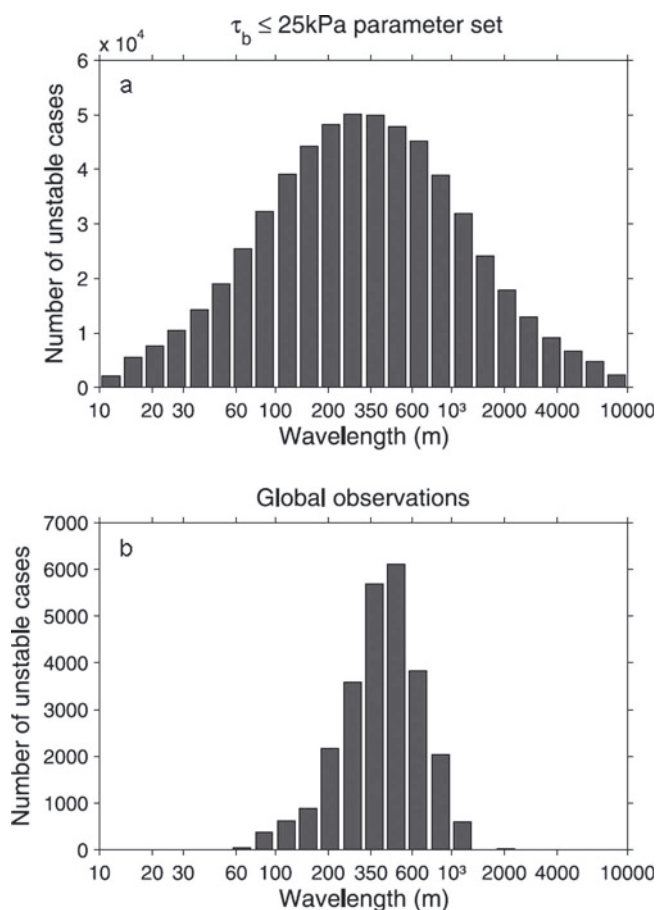 τb ≤ 25kPa parameter set
x 10⁴
a
6
5
4
3
2
1
0
Number of unstable cases
10 20 30 60 100 200 350 600 10³ 2000 4000 10000
Wavelength (m)
Global observations
b
7000
6000
5000
4000
3000
2000
1000
0
Number of unstable cases
10 20 30 60 100 200 350 600 10³ 2000 4000 10000
Wavelength (m)